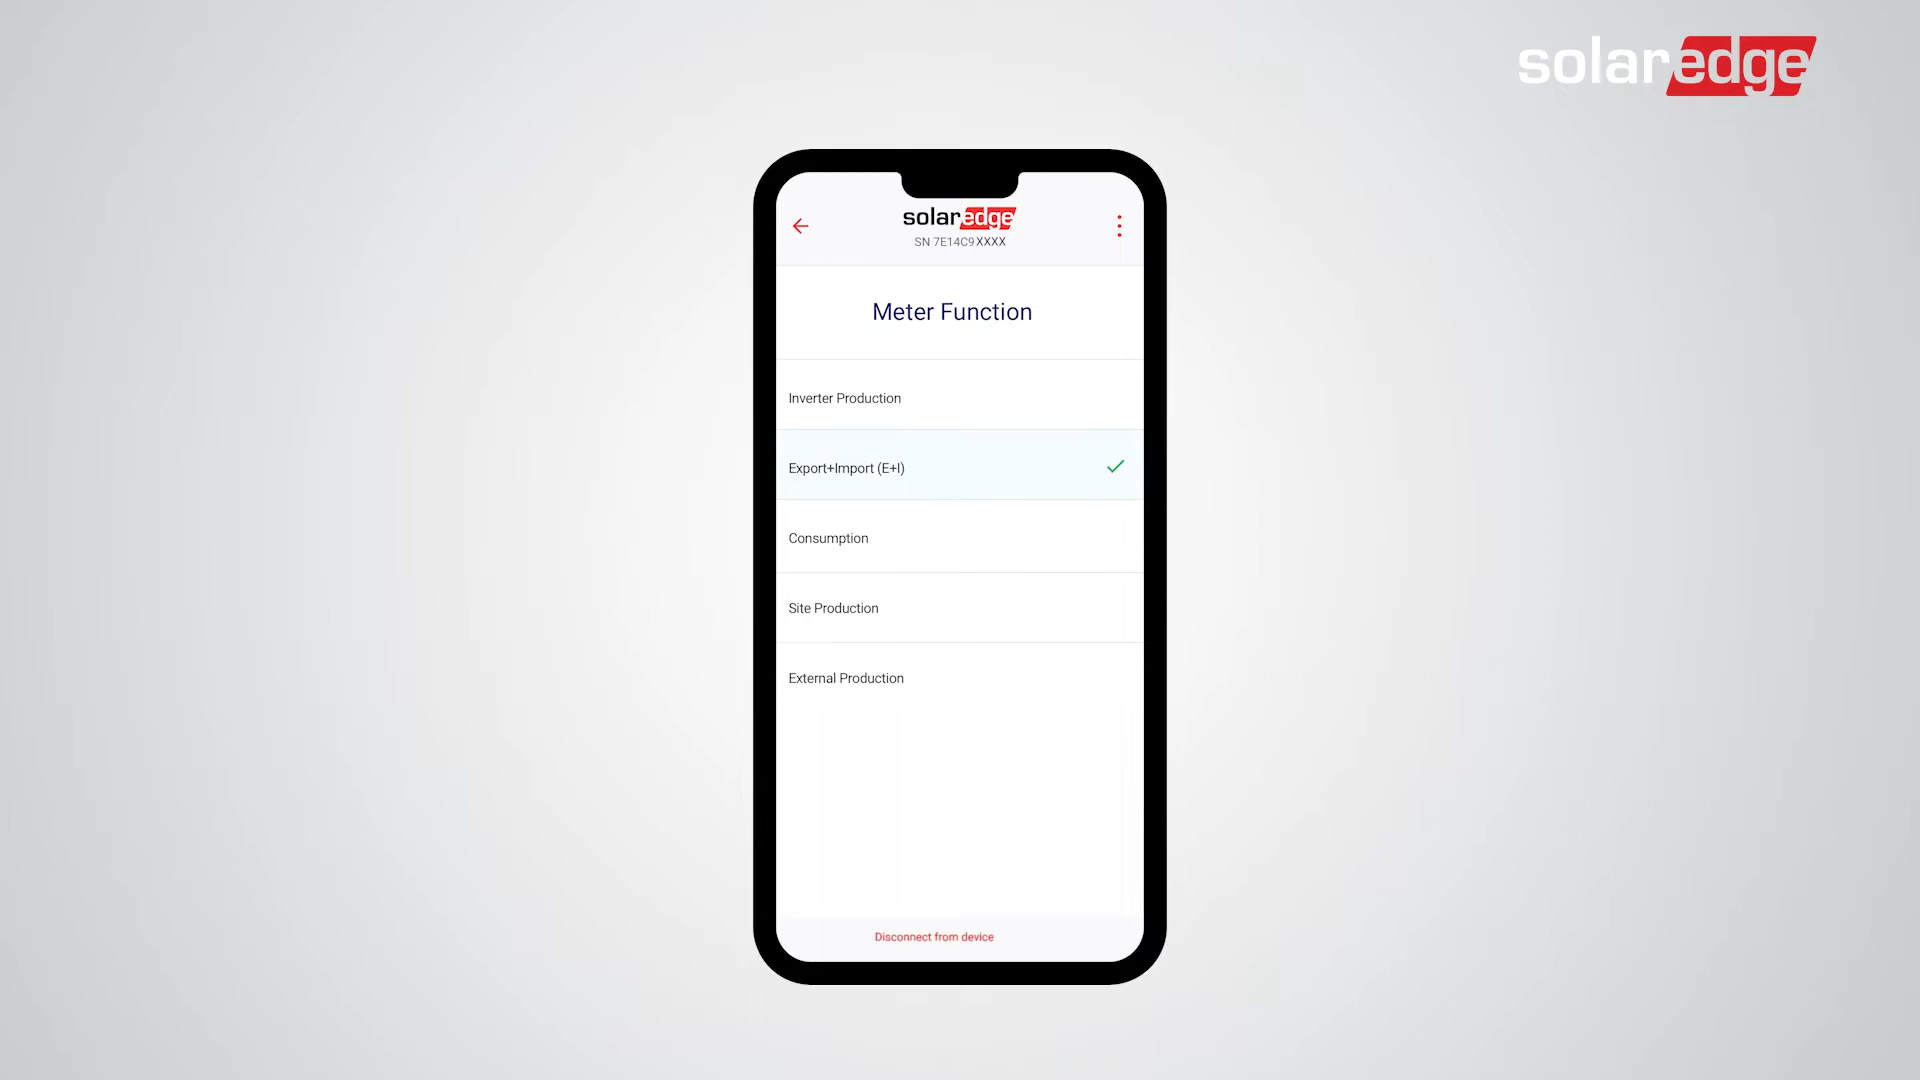 solaredge
solaredge
SN 7E14C9XXXX
Meter Function
Inverter Production
Export+Import (E+I)
Consumption
Site Production
External Production
Disconnect from device